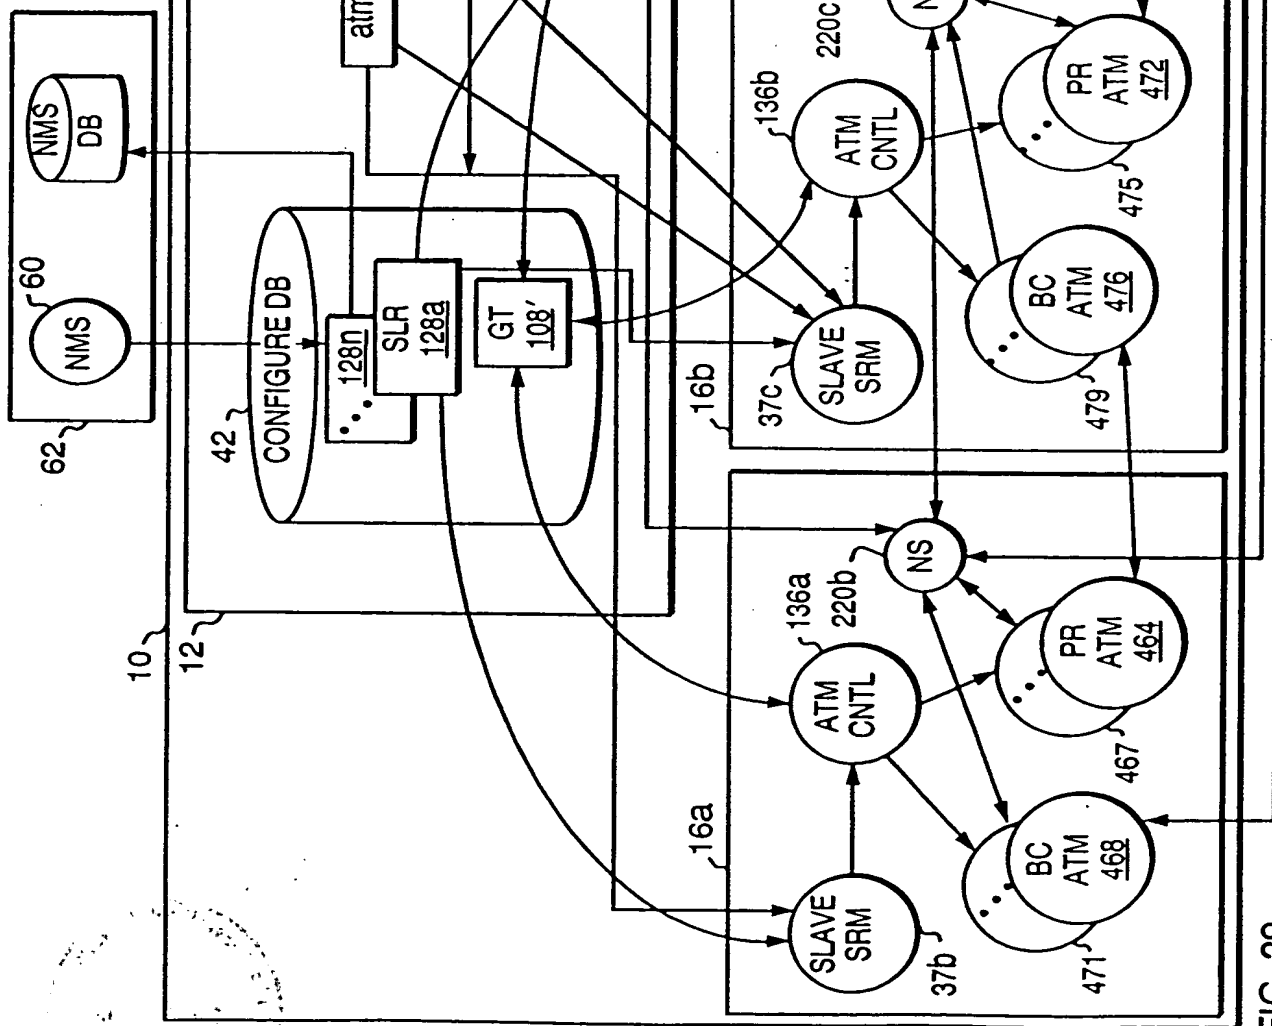 62
NMS
60
NMS
DB
10
12
42
CONFIGURE DB
128n
SLR
128a
GT
108'
atm
16a
SLAVE
SRM
37b
ATM
CNTL
136a
220b
NS
BC
ATM
468
471
PR
ATM
464
467
16b
37c
SLAVE
SRM
ATM
CNTL
136b
220c
N
BC
ATM
476
479
PR
ATM
472
475